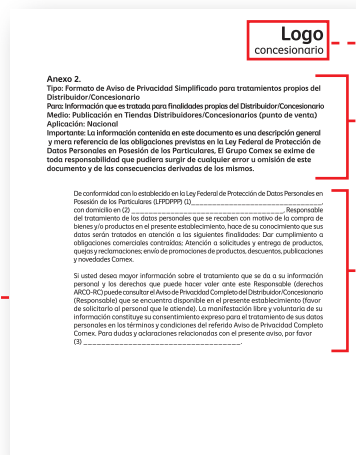 Logo
concesionario
Anexo 2.
Tipo: Formato de Aviso de Privacidad Simplificado para tratamientos propios del
Distribuidor/Concesionario
Para: Información que es tratada para finalidades propias del Distribuidor/Concesionario
Medio: Publicación en Tiendas Distribuidores/Concesionarios (punto de venta)
Aplicación: Nacional
Importante: La información contenida en este documento es una descripción general
y mera referencia de las obligaciones previstas en la Ley Federal de Protección de
Datos Personales en Posesión de los Particulares, El Grupo Comex se exime de
toda responsabilidad que pudiera surgir de cualquier error u omisión de este
documento y de las consecuencias derivadas de los mismos.
De conformidad con lo establecido en la Ley Federal de Protección de Datos Personales en
Posesión de los Particulares (LFPDPPP) (1)______________________________,
con domicilio en (2) ___________________________________, Responsable
del tratamiento de los datos personales que se recaben con motivo de la compra de
bienes y/o productos en el presente establecimiento, hace de su conocimiento que sus
datos serán tratados en atención a las siguientes finalidades: Dar cumplimiento a
obligaciones comerciales contraídas; Atención a solicitudes y entrega de productos,
quejas y reclamaciones; envío de promociones de productos, descuentos, publicaciones
y novedades Comex.
Si usted desea mayor información sobre el tratamiento que se da a su información
personal y los derechos que puede hacer valer ante este Responsable (derechos
ARCO-RC) puede consultar el Aviso de Privacidad Completo del Distribuidor/Concesionario
(Responsable) que se encuentra disponible en el presente establecimiento (favor
de solicitarlo al personal que le atiende). La manifestación libre y voluntaria de su
información constituye su consentimiento expreso para el tratamiento de sus datos
personales en los términos y condiciones del referido Aviso de Privacidad Completo
Comex. Para dudas y aclaraciones relacionadas con el presente aviso, por favor
(3) ____________________________________.